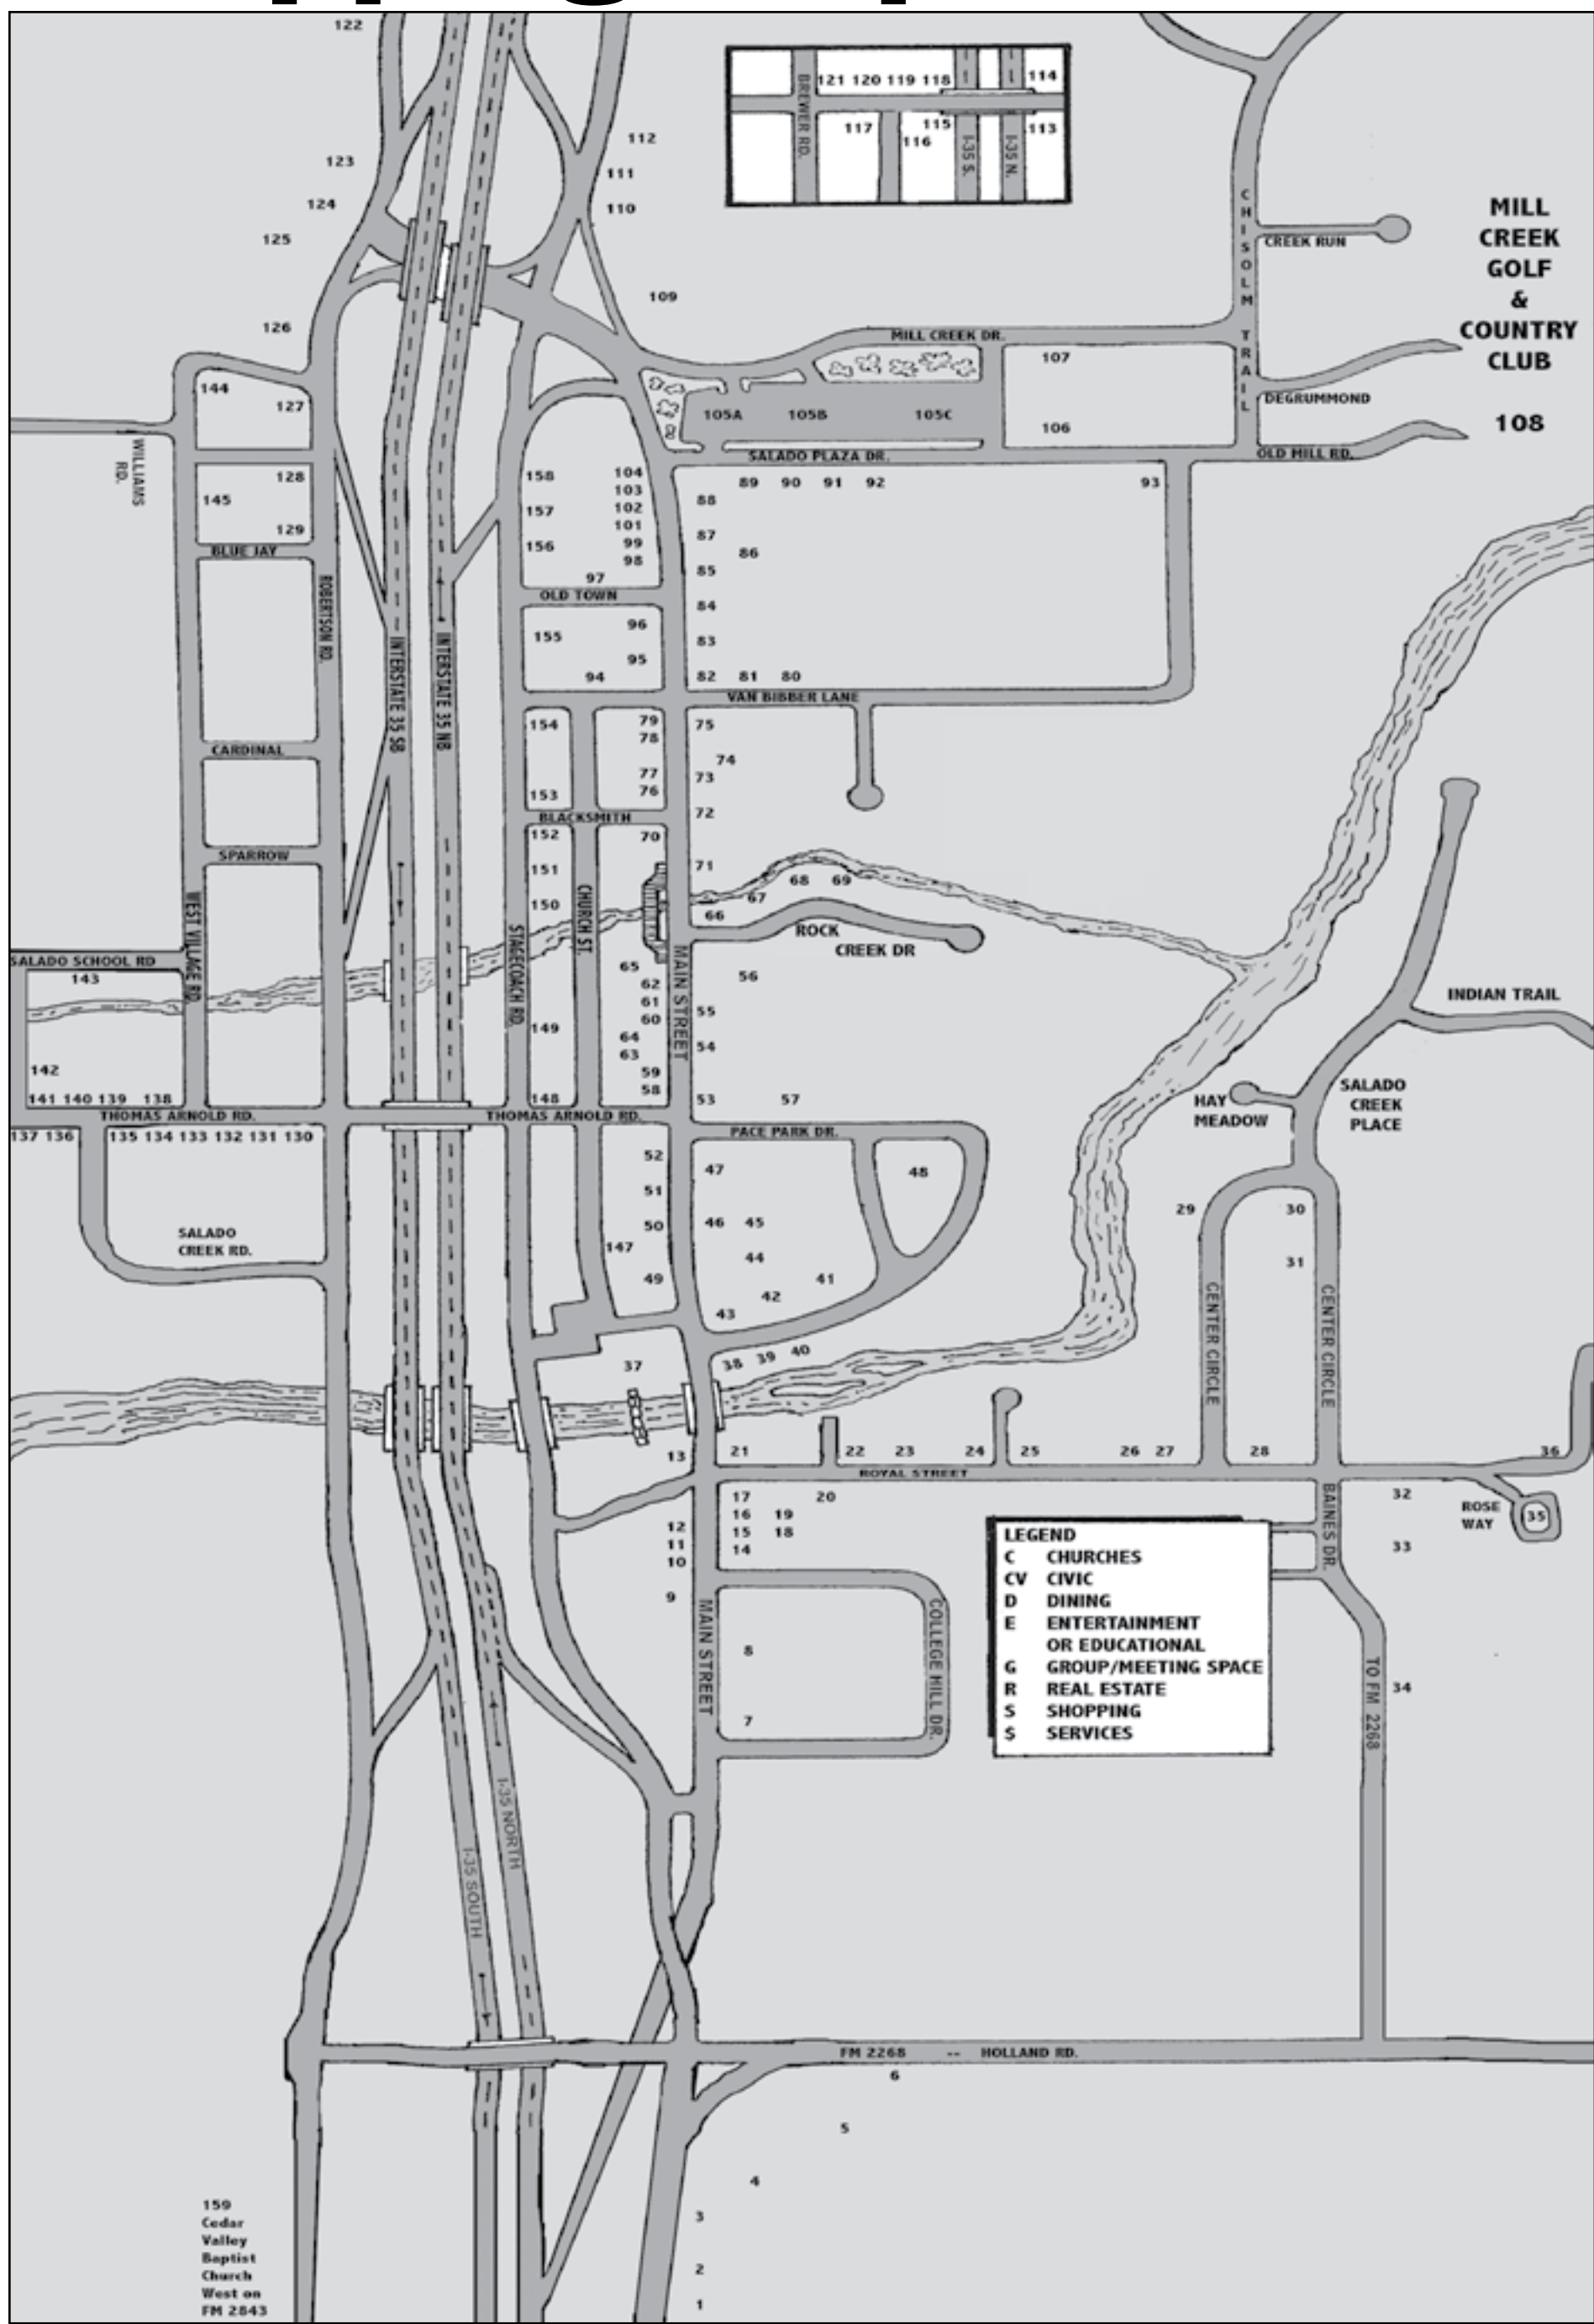 122
121 120 119 118
114
BREWER RD.
117
116
115
113
I-35 S.
I-35 N.
112
123
111
124
110
125
CHISOLM TRAIL
CREEK RUN
MILL
CREEK
GOLF
&
COUNTRY
CLUB
108
109
126
MILL CREEK DR.
107
144
127
105A
105B
105C
106
DEGRUMMOND
OLD MILL RD.
WILLIAMS
RD.
SALADO PLAZA DR.
128
145
129
158
157
156
104
103
102
101
99
98
97
88
89 90 91 92
93
87
86
85
84
83
82 81 80
BLUE JAY
OLD TOWN
ROBERTSON RD.
INTERSTATE 35 SB
INTERSTATE 35 NB
155
96
95
94
VAN BIBBER LANE
154
79
78
75
77
76
74
73
72
CARDINAL
153
BLACKSMITH
152
70
SPARROW
151
71
150
68 69
67
66
WEST VILLAGE RD.
CHURCH ST.
STAGECOACH RD.
MAIN STREET
ROCK
CREEK DR
SALADO SCHOOL RD
143
65
62
61
60
64
63
59
58
56
55
54
53
57
149
148
INDIAN TRAIL
142
141 140 139 138
THOMAS ARNOLD RD.
THOMAS ARNOLD RD.
HAY
MEADOW
SALADO
CREEK
PLACE
137 136
135 134 133 132 131 130
PACE PARK DR.
52
47
48
51
50
46 45
147
44
49
41
42
43
29
30
31
SALADO
CREEK RD.
CENTER CIRCLE
CENTER CIRCLE
37
38 39 40
13
21
22 23 24 25 26 27 28
36
ROYAL STREET
17
16
15
14
20
19
18
12
11
10
9
32
ROSE
WAY
35
33
BAINES DR.
LEGEND
C CHURCHES
CV CIVIC
D DINING
E ENTERTAINMENT
OR EDUCATIONAL
G GROUP/MEETING SPACE
R REAL ESTATE
S SHOPPING
$ SERVICES
MAIN STREET
COLLEGE HILL DR.
8
7
TO FM 2268
34
I-35 NORTH
I-35 SOUTH
FM 2268 -- HOLLAND RD.
6
5
4
3
2
1
159
Cedar
Valley
Baptist
Church
West on
FM 2843